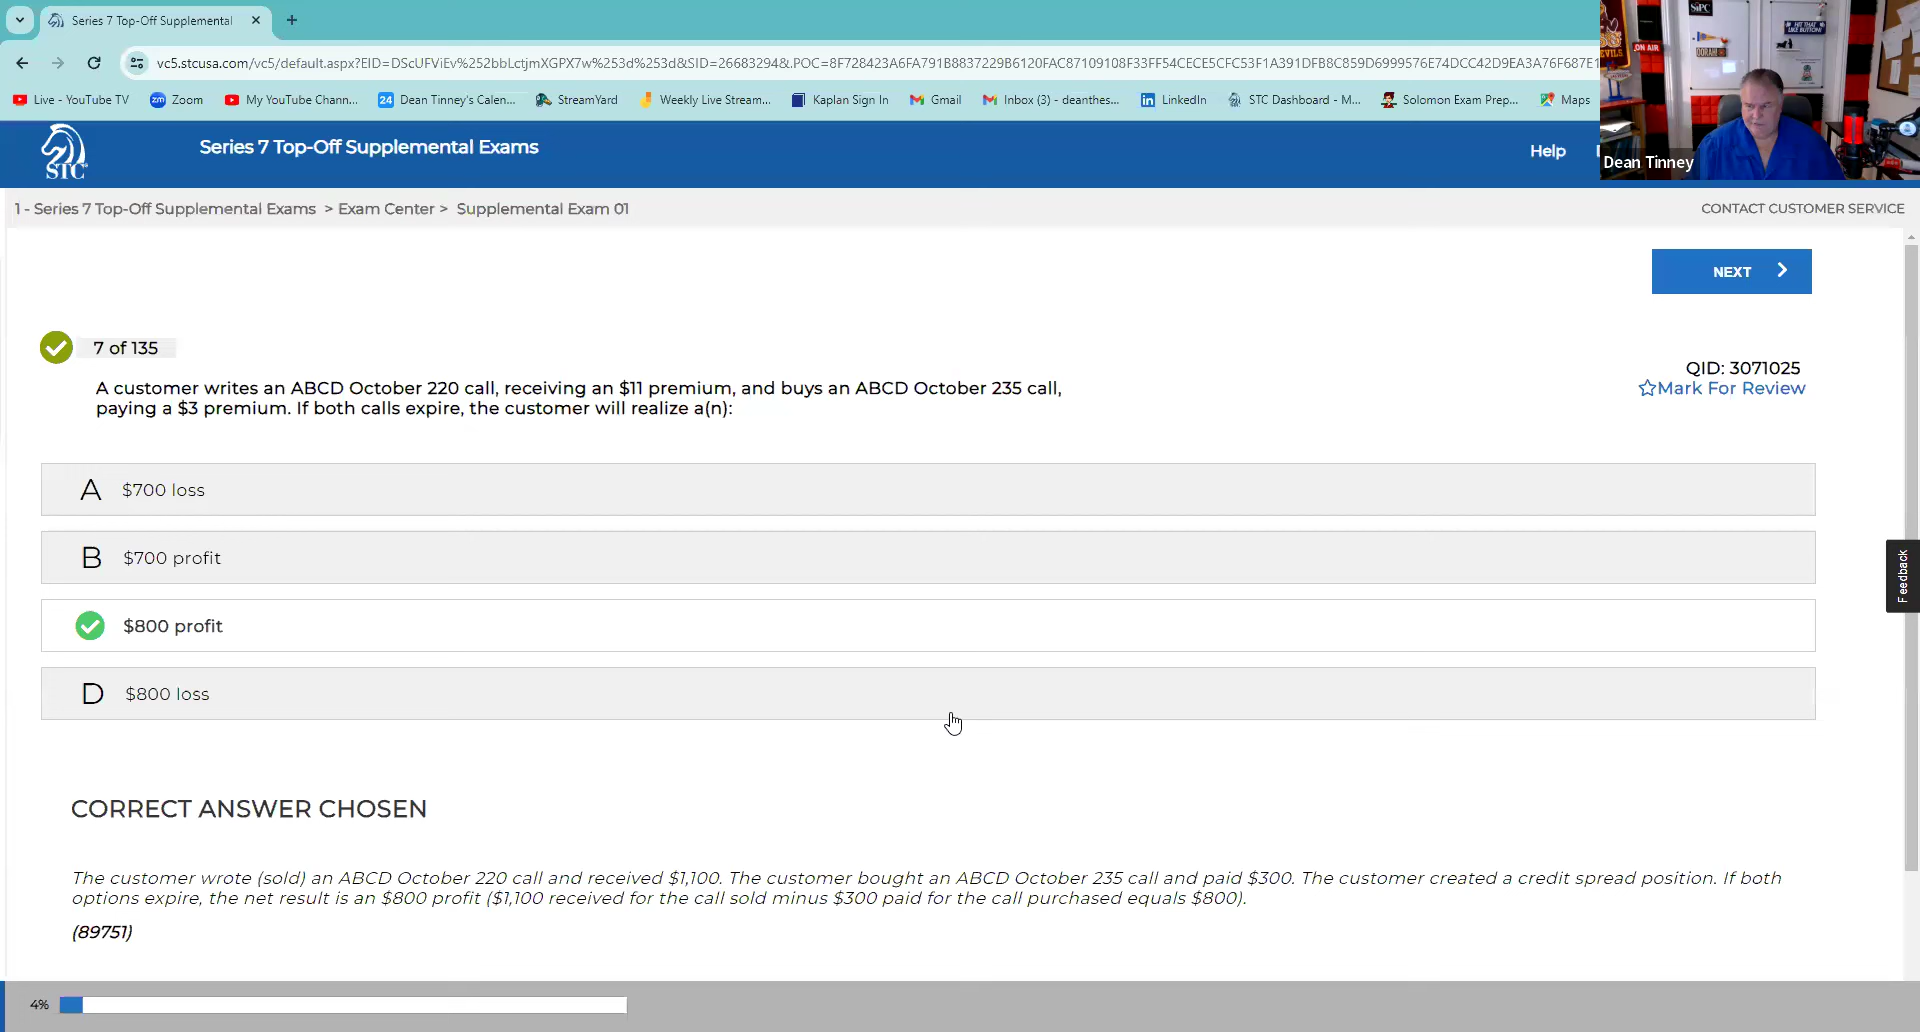 Series 7 Top-Off Supplemental
vc5.stcusa.com/vc5/default.aspx?EID=DScUFViEv%252bbLctjmXGPX7w%253d%253d&SID=26683294&.POC=8F728423A6FA791B8837229B6120FAC87109108F33FF54CECE5CFC53F1A391DFB8C859D6999576E74DCC42D9EA3A76F687E1
Live - YouTube TV
Zoom
My YouTube Chann...
24 Dean Tinney's Calen...
StreamYard
Weekly Live Stream...
Kaplan Sign In
Gmail
Inbox (3) - deanthes...
LinkedIn
STC Dashboard - M...
Solomon Exam Prep...
Maps
SIPC
HIT THAT LIKE BUTTON!
ON AIR
Dean Tinney
STC
Series 7 Top-Off Supplemental Exams
Help
1 - Series 7 Top-Off Supplemental Exams > Exam Center > Supplemental Exam 01
CONTACT CUSTOMER SERVICE
NEXT
7 of 135
QID: 3071025
Mark For Review
A customer writes an ABCD October 220 call, receiving an $11 premium, and buys an ABCD October 235 call,
paying a $3 premium. If both calls expire, the customer will realize a(n):
A $700 loss
B $700 profit
$800 profit
D $800 loss
Feedback
CORRECT ANSWER CHOSEN
The customer wrote (sold) an ABCD October 220 call and received $1,100. The customer bought an ABCD October 235 call and paid $300. The customer created a credit spread position. If both
options expire, the net result is an $800 profit ($1,100 received for the call sold minus $300 paid for the call purchased equals $800).
(89751)
4%